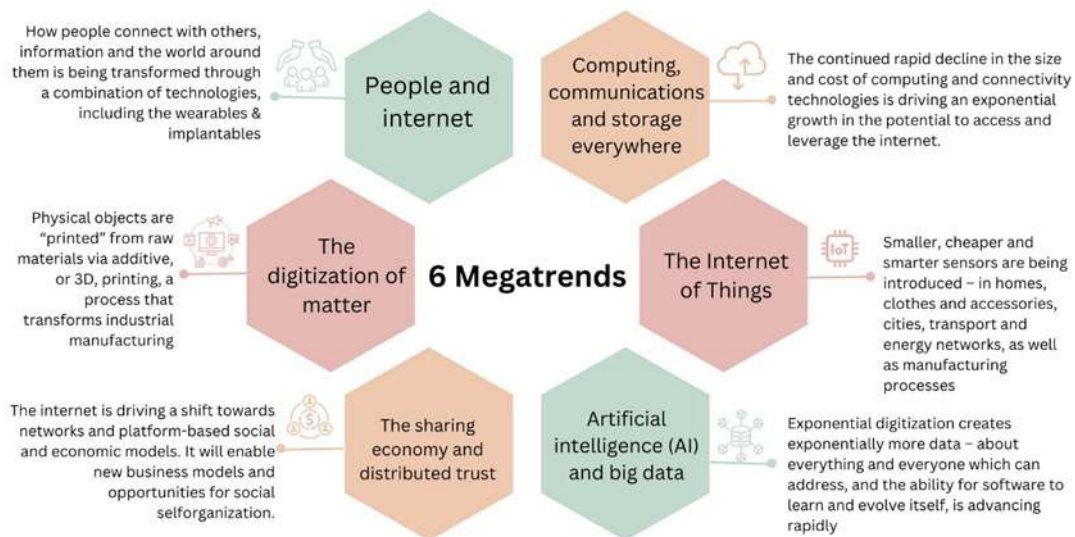 How people connect with others,
information and the world around
them is being transformed through
a combination of technologies,
including the wearables &
implantables
People and
internet
Computing,
communications
and storage
everywhere
The continued rapid decline in the size
and cost of computing and connectivity
technologies is driving an exponential
growth in the potential to access and
leverage the internet.
Physical objects are
“printed” from raw
materials via additive,
or 3D, printing, a
process that
transforms industrial
manufacturing
The
digitization of
matter
6 Megatrends
The Internet
of Things
IoT
Smaller, cheaper and
smarter sensors are being
introduced – in homes,
clothes and accessories,
cities, transport and
energy networks, as well
as manufacturing
processes
The internet is driving a shift towards
networks and platform-based social
and economic models. It will enable
new business models and
opportunities for social
selforganization.
$
The sharing
economy and
distributed trust
Artificial
intelligence (AI)
and big data
Exponential digitization creates
exponentially more data – about
everything and everyone which can
address, and the ability for software to
learn and evolve itself, is advancing
rapidly